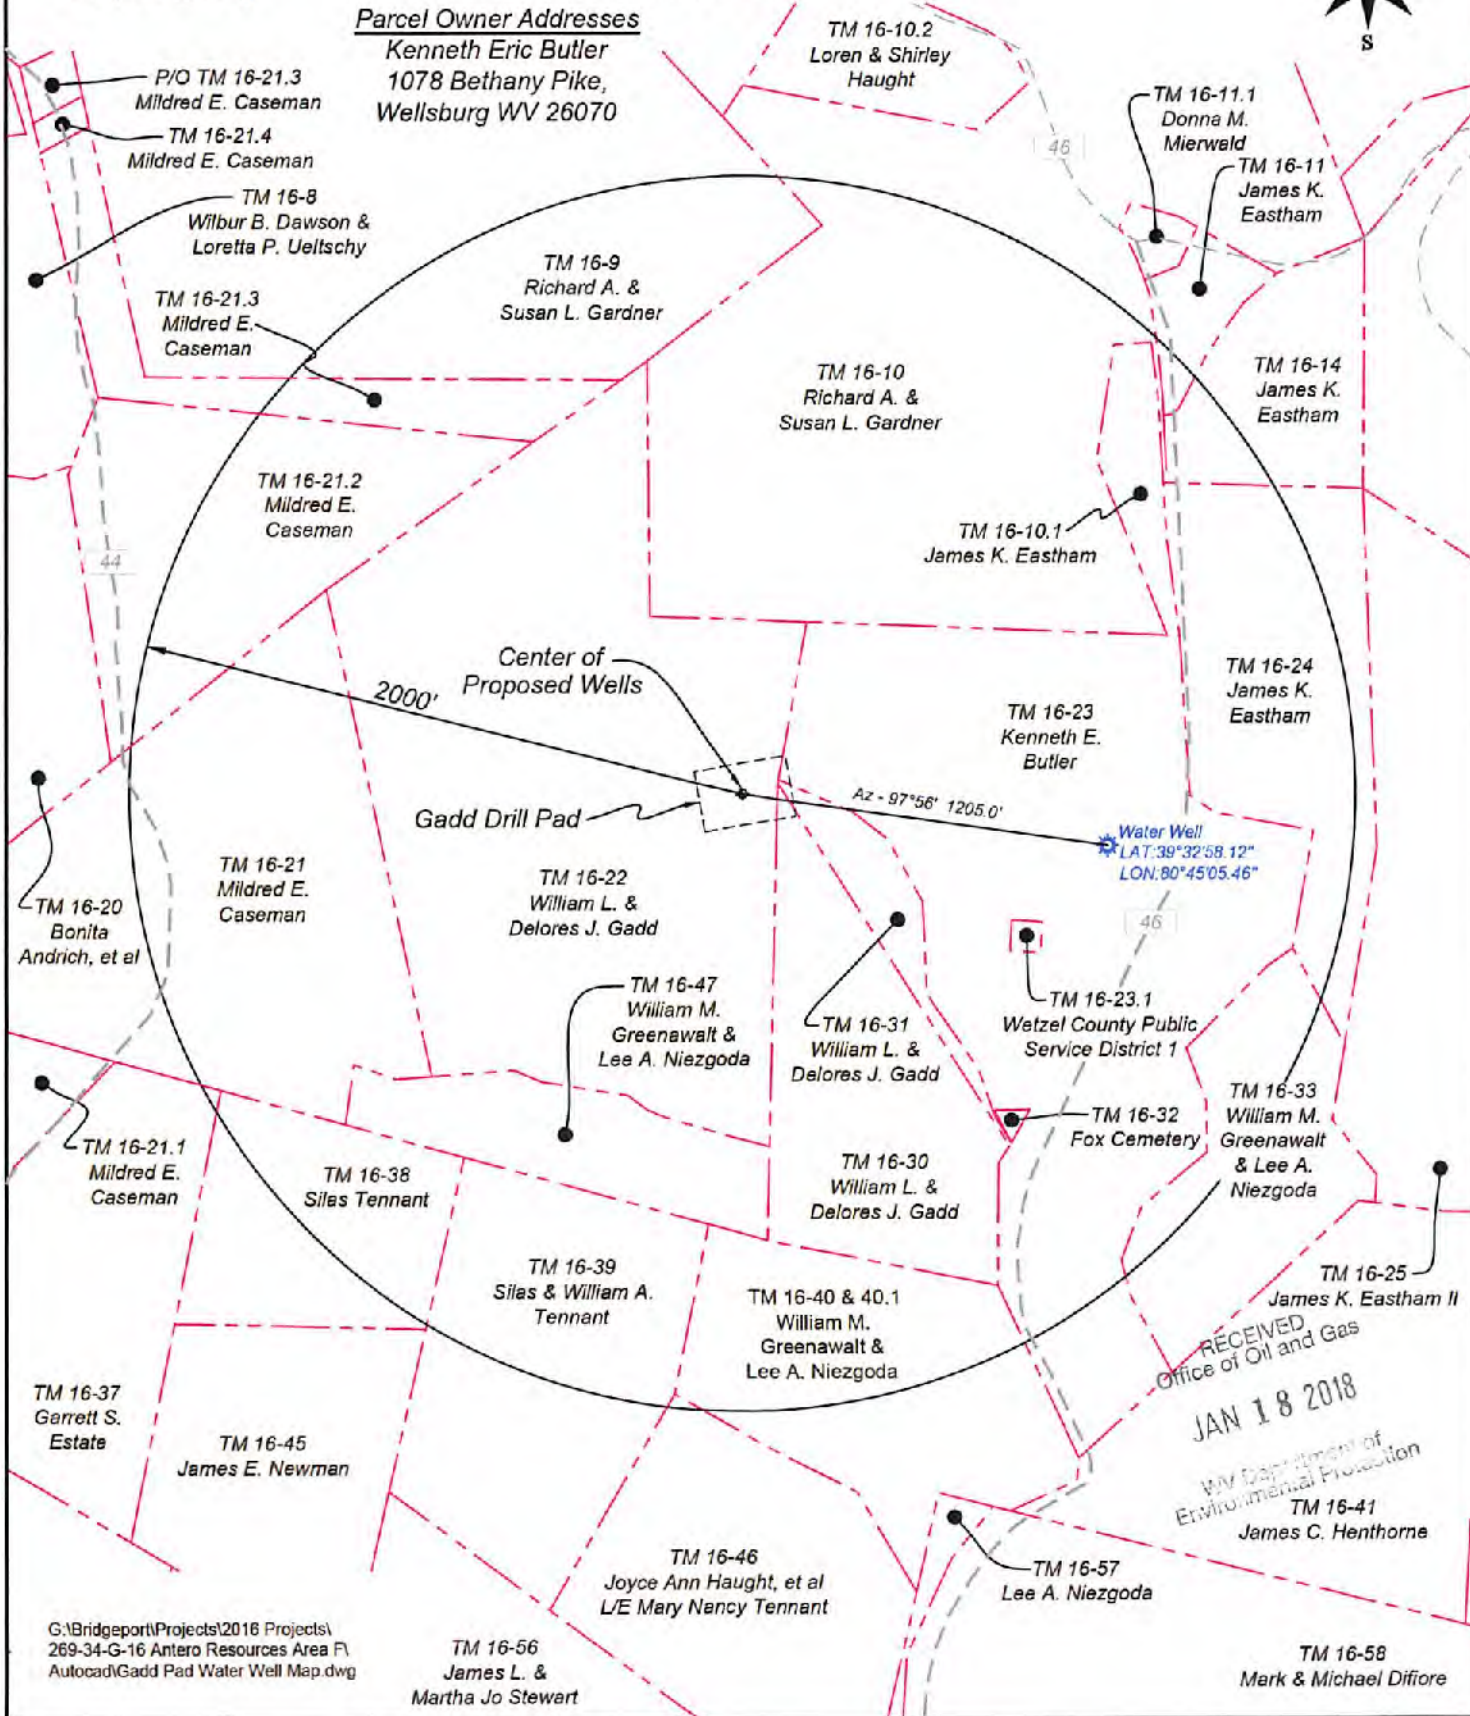 Parcel Owner Addresses
Kenneth Eric Butler
1078 Bethany Pike,
Wellsburg WV 26070
S
TM 16-10.2
Loren & Shirley
Haught
P/O TM 16-21.3
Mildred E. Caseman
TM 16-21.4
Mildred E. Caseman
TM 16-8
Wilbur B. Dawson &
Loretta P. Ueltschy
46
TM 16-11.1
Donna M.
Mierwald
TM 16-11
James K.
Eastham
TM 16-9
Richard A. &
Susan L. Gardner
TM 16-21.3
Mildred E.
Caseman
TM 16-10
Richard A. &
Susan L. Gardner
TM 16-14
James K.
Eastham
TM 16-21.2
Mildred E.
Caseman
44
TM 16-10.1
James K. Eastham
Center of
Proposed Wells
2000'
TM 16-24
James K.
Eastham
TM 16-23
Kenneth E.
Butler
Az - 97°56' 1205.0'
Gadd Drill Pad
Water Well
LAT:39°32'58.12"
LON:80°45'05.46"
TM 16-21
Mildred E.
Caseman
TM 16-22
William L. &
Delores J. Gadd
TM 16-20
Bonita
Andrich, et al
46
TM 16-47
William M.
Greenawalt &
Lee A. Niezgoda
TM 16-31
William L. &
Delores J. Gadd
TM 16-23.1
Wetzel County Public
Service District 1
TM 16-33
William M.
Greenawalt
& Lee A.
Niezgoda
TM 16-32
Fox Cemetery
TM 16-21.1
Mildred E.
Caseman
TM 16-38
Silas Tennant
TM 16-30
William L. &
Delores J. Gadd
TM 16-39
Silas & William A.
Tennant
TM 16-40 & 40.1
William M.
Greenawalt &
Lee A. Niezgoda
TM 16-25
James K. Eastham II
RECEIVED
Office of Oil and Gas
JAN 18 2018
WV Department of
Environmental Protection
TM 16-37
Garrett S.
Estate
TM 16-45
James E. Newman
TM 16-41
James C. Henthorne
TM 16-46
Joyce Ann Haught, et al
L/E Mary Nancy Tennant
TM 16-57
Lee A. Niezgoda
G:\Bridgeport\Projects\2016 Projects\
269-34-G-16 Antero Resources Area F\
Autocad\Gadd Pad Water Well Map.dwg
TM 16-56
James L. &
Martha Jo Stewart
TM 16-58
Mark & Michael Difiore